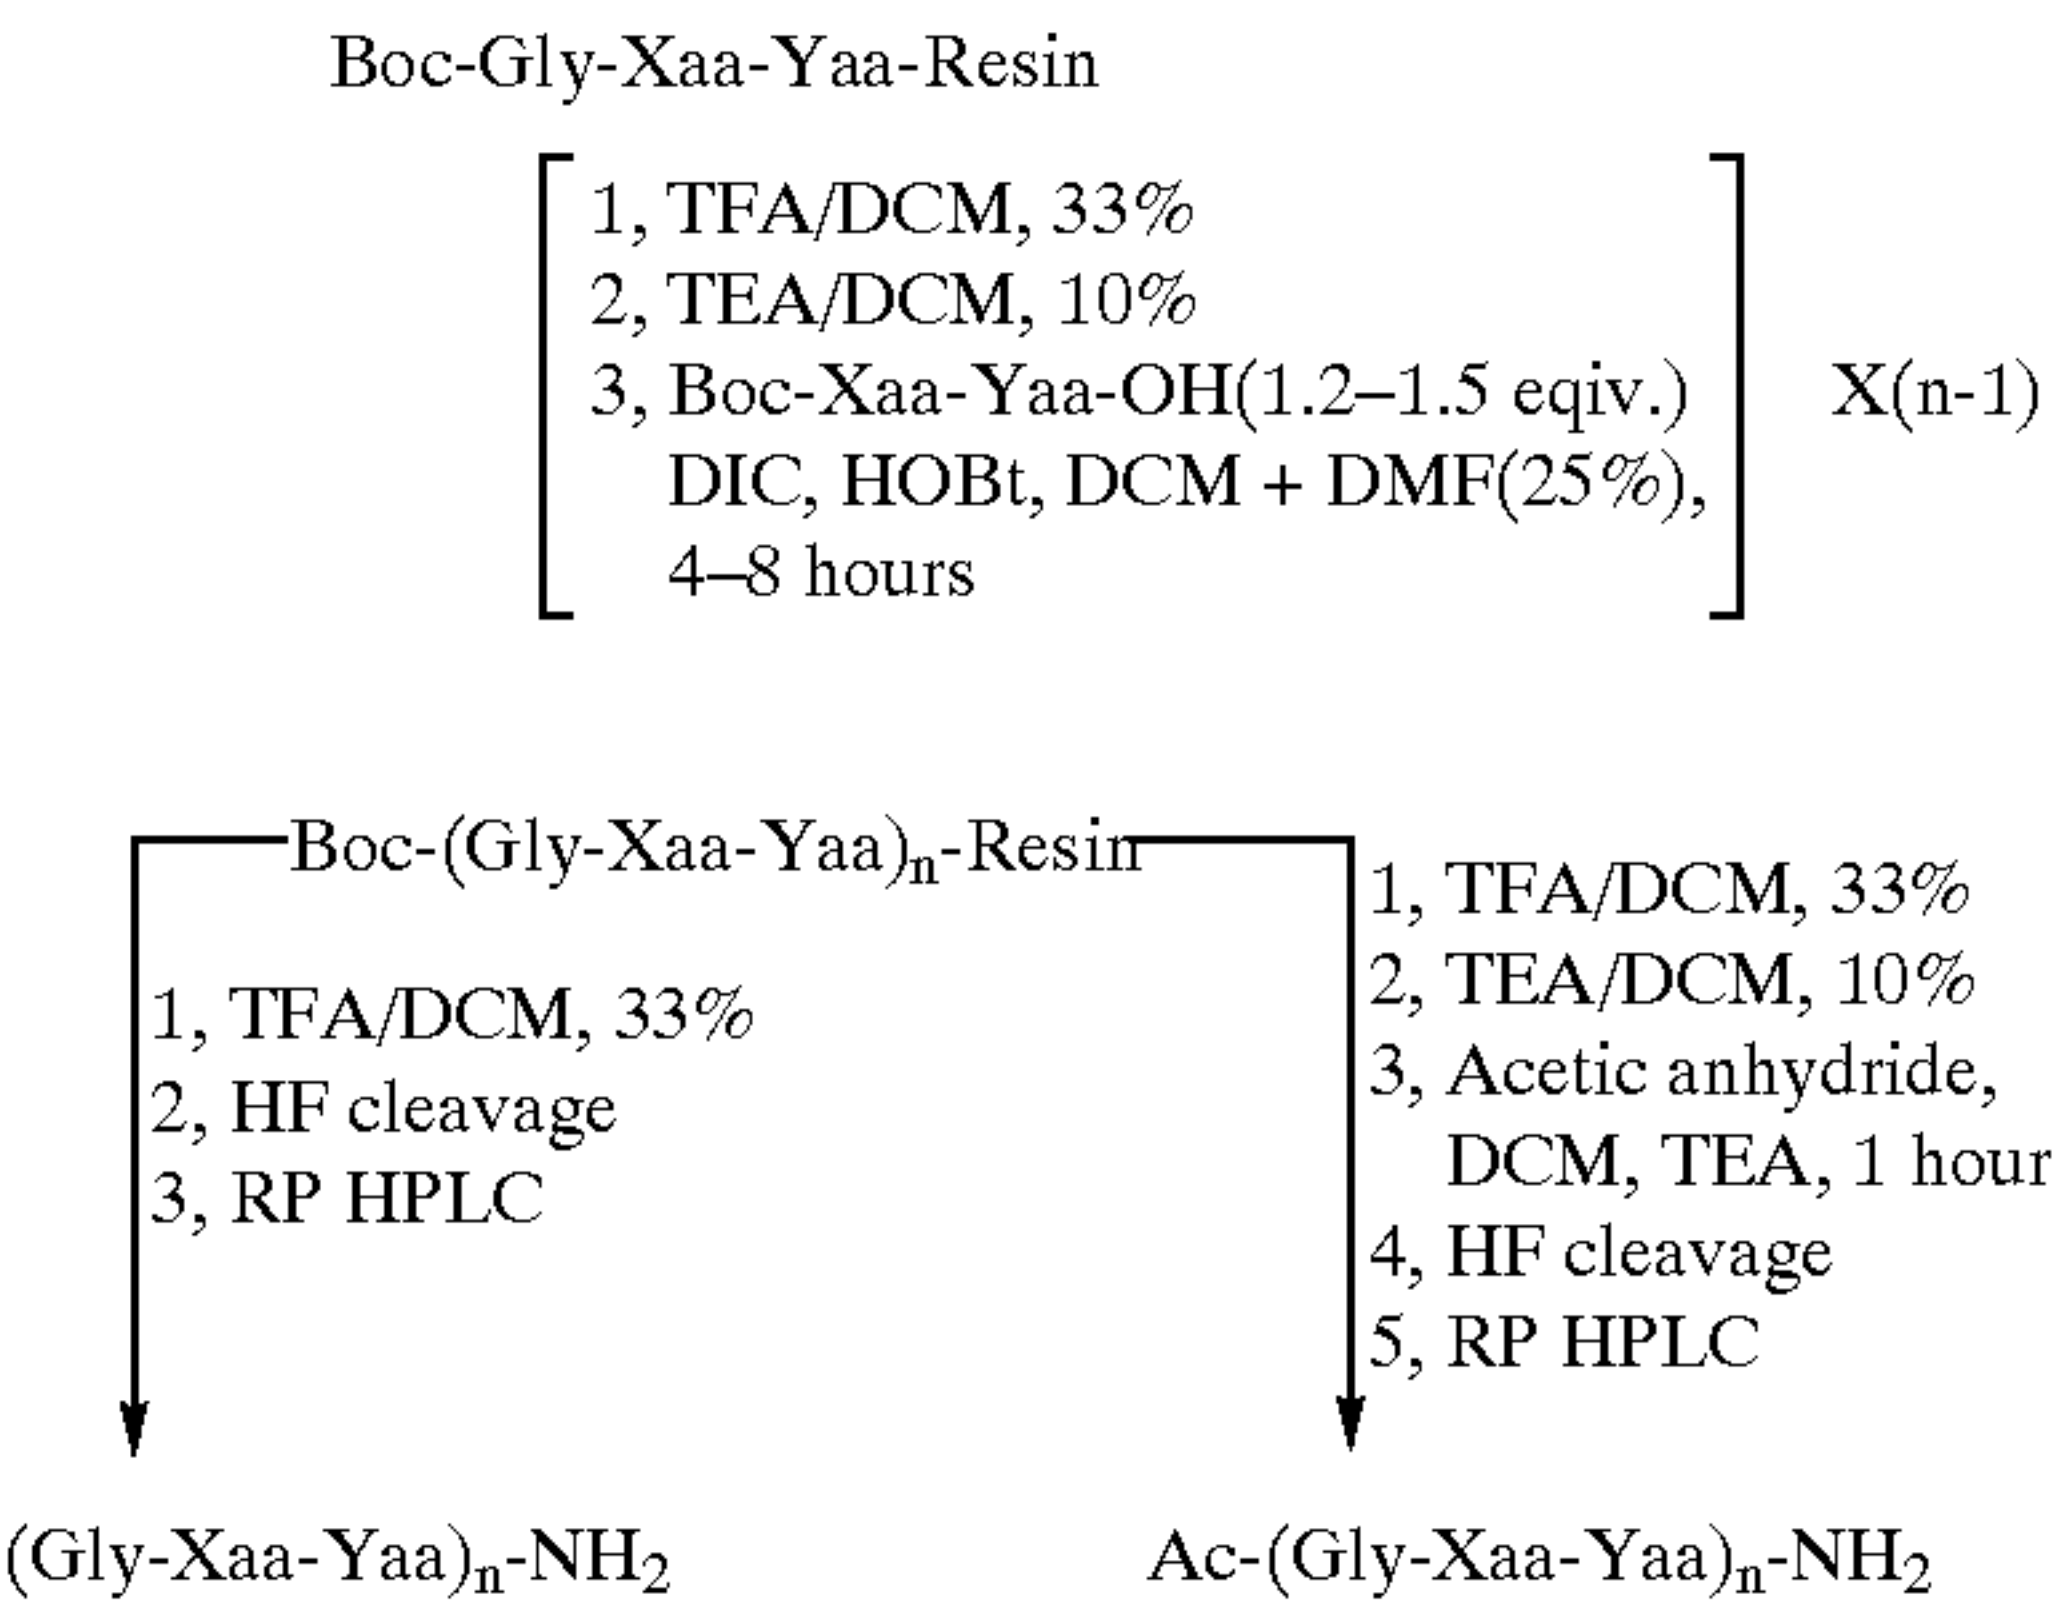 Boc-Gly-Xaa-Yaa-Resin
1, TFA/DCM, 33%
2, TEA/DCM, 10%
3, Boc-Xaa-Yaa-OH(1.2–1.5 eqiv.)
DIC, HOBt, DCM + DMF(25%),
4–8 hours
X(n-1)
Boc-(Gly-Xaa-Yaa)n-Resin
1, TFA/DCM, 33%
2, HF cleavage
3, RP HPLC
1, TFA/DCM, 33%
2, TEA/DCM, 10%
3, Acetic anhydride,
DCM, TEA, 1 hour
4, HF cleavage
5, RP HPLC
(Gly-Xaa-Yaa)n-NH2
Ac-(Gly-Xaa-Yaa)n-NH2